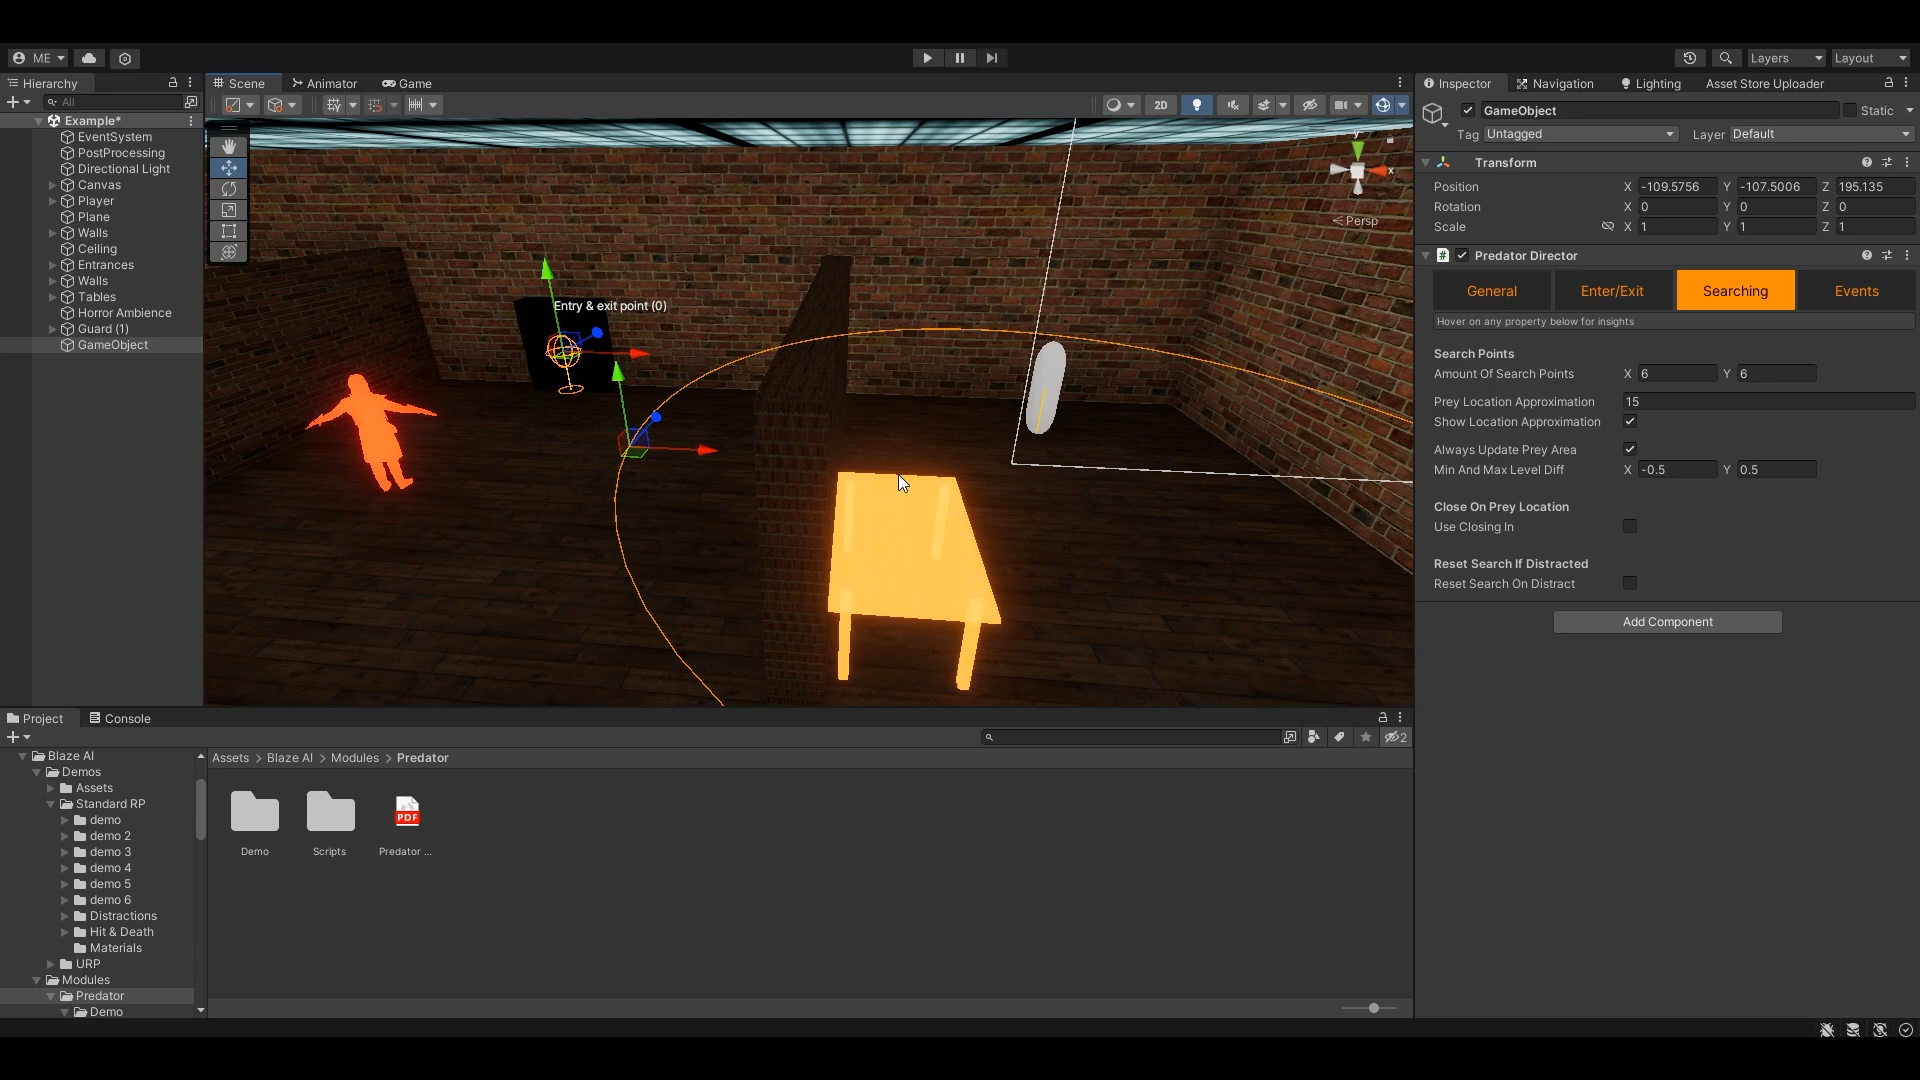 ME
Layers
Layout
Hierarchy
All
Example*
EventSystem
PostProcessing
Directional Light
Canvas
Player
Plane
Walls
Ceiling
Entrances
Walls
Tables
Horror Ambience
Guard (1)
GameObject
Scene
Animator
Game
2D
Entry & exit point (0)
y
x
Persp
Inspector
Navigation
Lighting
Asset Store Uploader
GameObject
Static
Tag Untagged Layer Default
Transform
Position X -109.5756 Y -107.5006 Z 195.135
Rotation X 0 Y 0 Z 0
Scale X 1 Y 1 Z 1
# Predator Director
General Enter/Exit Searching Events
Hover on any property below for insights
Search Points
Amount Of Search Points X 6 Y 6
Prey Location Approximation 15
Show Location Approximation
Always Update Prey Area
Min And Max Level Diff X -0.5 Y 0.5
Close On Prey Location
Use Closing In
Reset Search If Distracted
Reset Search On Distract
Add Component
Project
Console
2
Blaze AI
Demos
Assets
Standard RP
demo
demo 2
demo 3
demo 4
demo 5
demo 6
Distractions
Hit & Death
Materials
URP
Modules
Predator
Demo
Assets > Blaze AI > Modules > Predator
PDF
Demo
Scripts
Predator ...